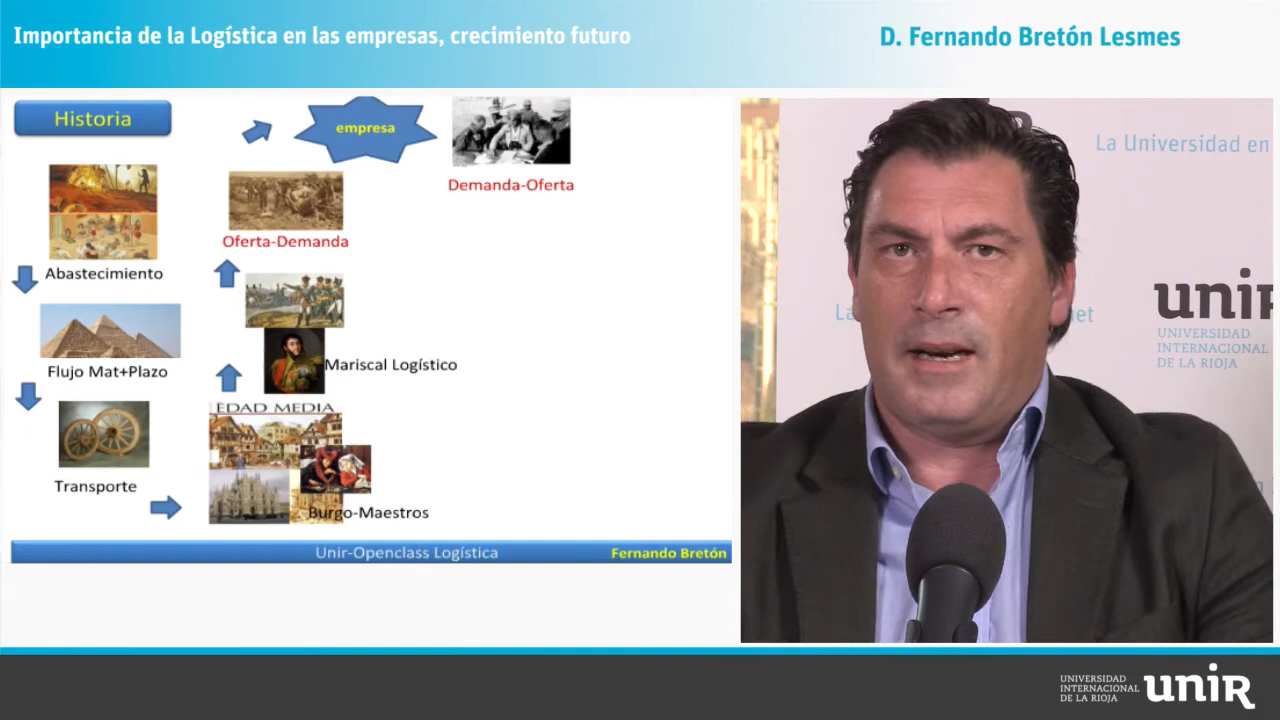 Importancia de la Logística en las empresas, crecimiento futuro
D. Fernando Bretón Lesmes
Historia
empresa
Demanda-Oferta
Oferta-Demanda
Abastecimiento
Flujo Mat+Plazo
Mariscal Logístico
EDAD MEDIA
Transporte
Burgo-Maestros
Unir-Openclass Logística
Fernando Bretón
La Universidad en
La
et
unir
UNIVERSIDAD
INTERNACIONAL
DE LA RIOJA
UNIVERSIDAD
INTERNACIONAL
DE LA RIOJA
unir